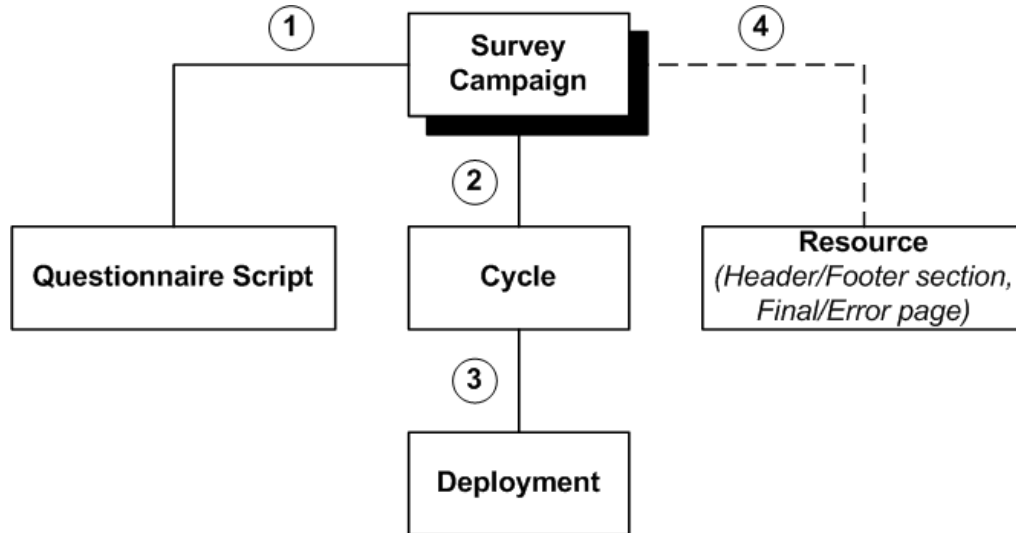 1
Survey
Campaign
4
2
Questionnaire Script
Cycle
Resource
(Header/Footer section,
Final/Error page)
3
Deployment